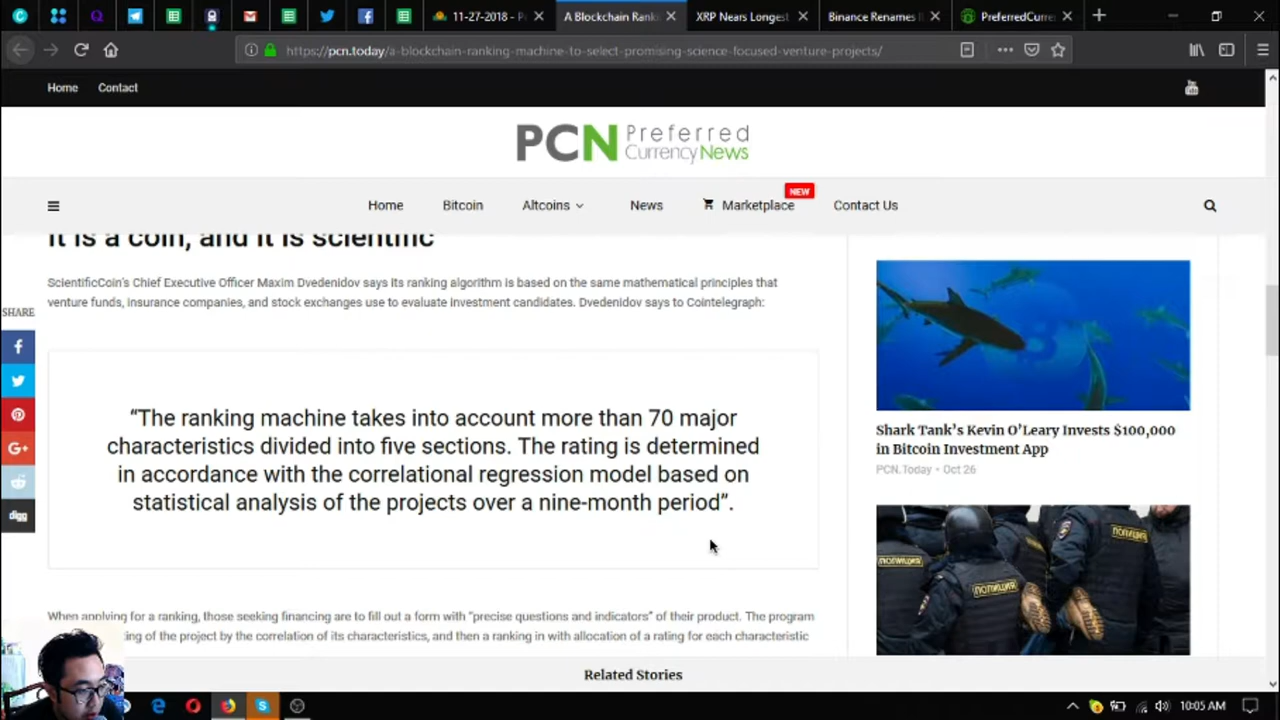 11-27-2018 - P
A Blockchain Rank
XRP Nears Longest
Binance Renames
PreferredCurre
https://pcn.today/a-blockchain-ranking-machine-to-select-promising-science-focused-venture-projects/
Home Contact
You
PCN Preferred
CurrencyNews
NEW
Home Bitcoin Altcoins News Marketplace Contact Us
It is a coin, and it is scientific
ScientificCoin's Chief Executive Officer Maxim Dvedenidov says its ranking algorithm is based on the same mathematical principles that
venture funds, insurance companies, and stock exchanges use to evaluate investment candidates. Dvedenidov says to Cointelegraph:
SHARE
“The ranking machine takes into account more than 70 major
characteristics divided into five sections. The rating is determined
in accordance with the correlational regression model based on
statistical analysis of the projects over a nine-month period”.
digg
When applying for a ranking, those seeking financing are to fill out a form with “precise questions and indicators” of their product. The program
king of the project by the correlation of its characteristics, and then a ranking in with allocation of a rating for each characteristic
Shark Tank's Kevin O'Leary Invests $100,000
in Bitcoin Investment App
PCN.Today • Oct 26
ПОЛИЦИЯ
ПОЛИЦИЯ
ПОЛИЦИЯ
Related Stories
10:05 AM